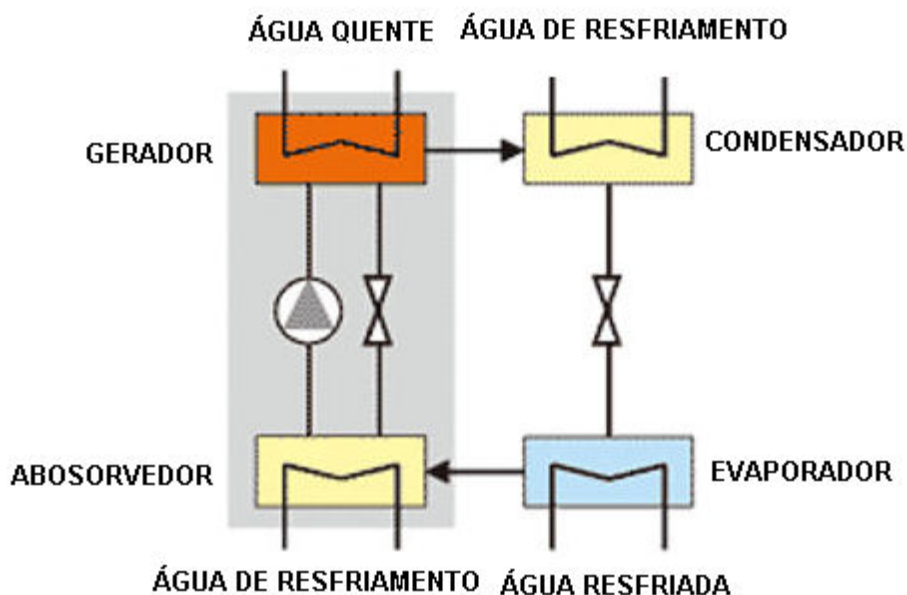 ÁGUA QUENTE
ÁGUA DE RESFRIAMENTO
GERADOR
CONDENSADOR
ABOSORVEDOR
EVAPORADOR
ÁGUA DE RESFRIAMENTO
ÁGUA RESFRIADA